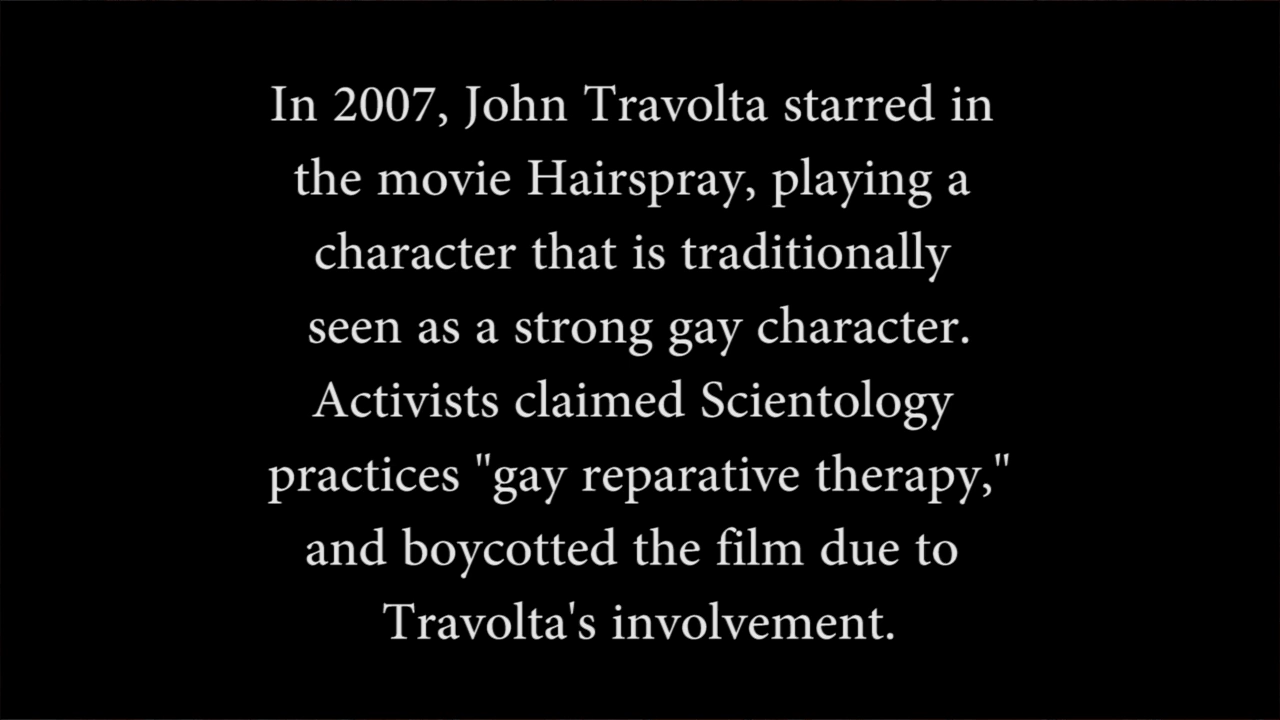 In 2007, John Travolta starred in
the movie Hairspray, playing a
character that is traditionally
seen as a strong gay character.
Activists claimed Scientology
practices "gay reparative therapy,"
and boycotted the film due to
Travolta's involvement.